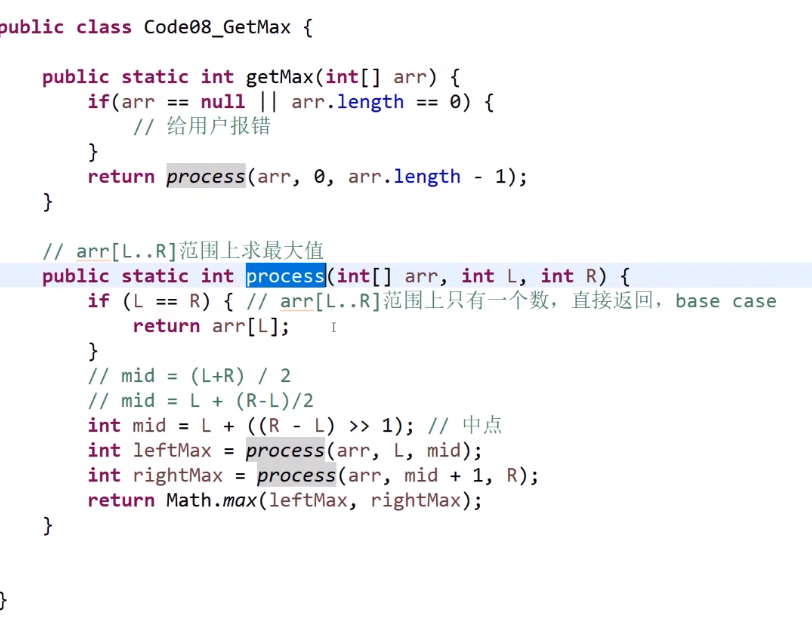 public class Code08_GetMax {
public static int getMax(int[] arr) {
if(arr == null || arr.length == 0) {
// 给用户报错
}
return process(arr, 0, arr.length - 1);
}
// arr[L..R]范围上求最大值
public static int process(int[] arr, int L, int R) {
if (L == R) { // arr[L..R]范围上只有一个数，直接返回，base case
return arr[L];
}
// mid = (L+R) / 2
// mid = L + (R-L)/2
int mid = L + ((R - L) >> 1); // 中点
int leftMax = process(arr, L, mid);
int rightMax = process(arr, mid + 1, R);
return Math.max(leftMax, rightMax);
}
}